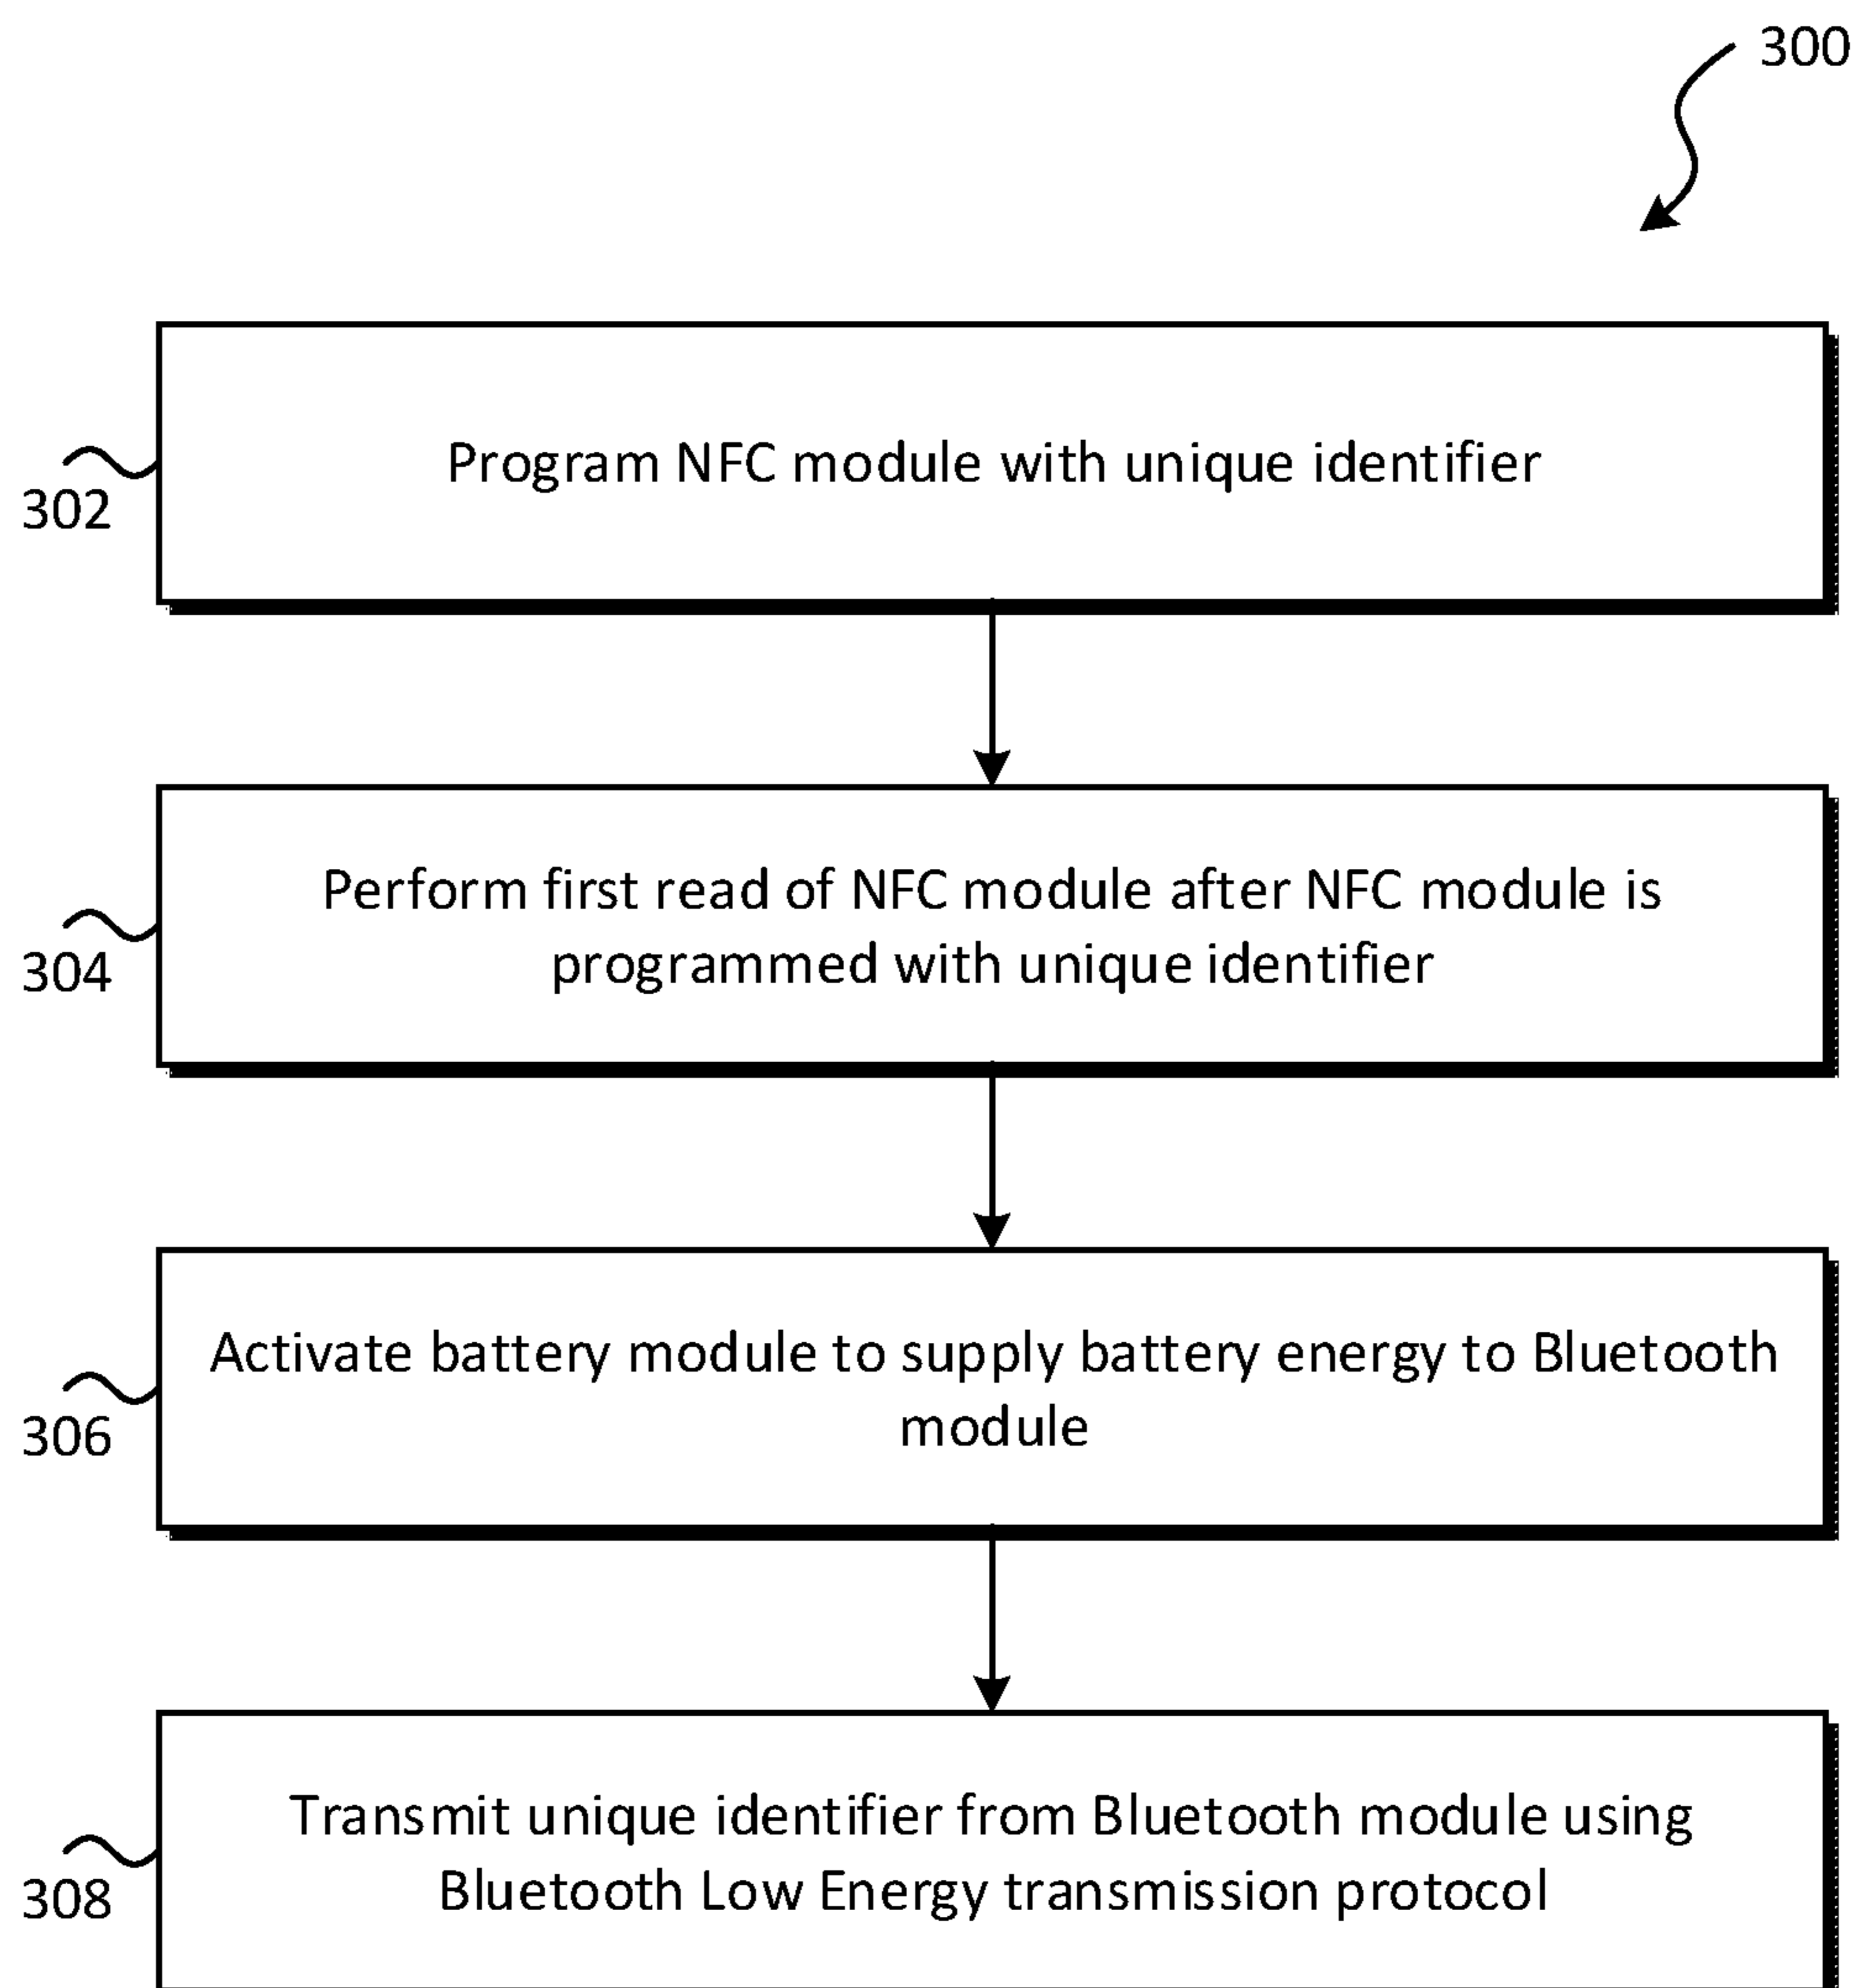 300
Program NFC module with unique identifier
302
Perform first read of NFC module after NFC module is
programmed with unique identifier
304
Activate battery module to supply battery energy to Bluetooth
module
306
Transmit unique identifier from Bluetooth module using
Bluetooth Low Energy transmission protocol
308